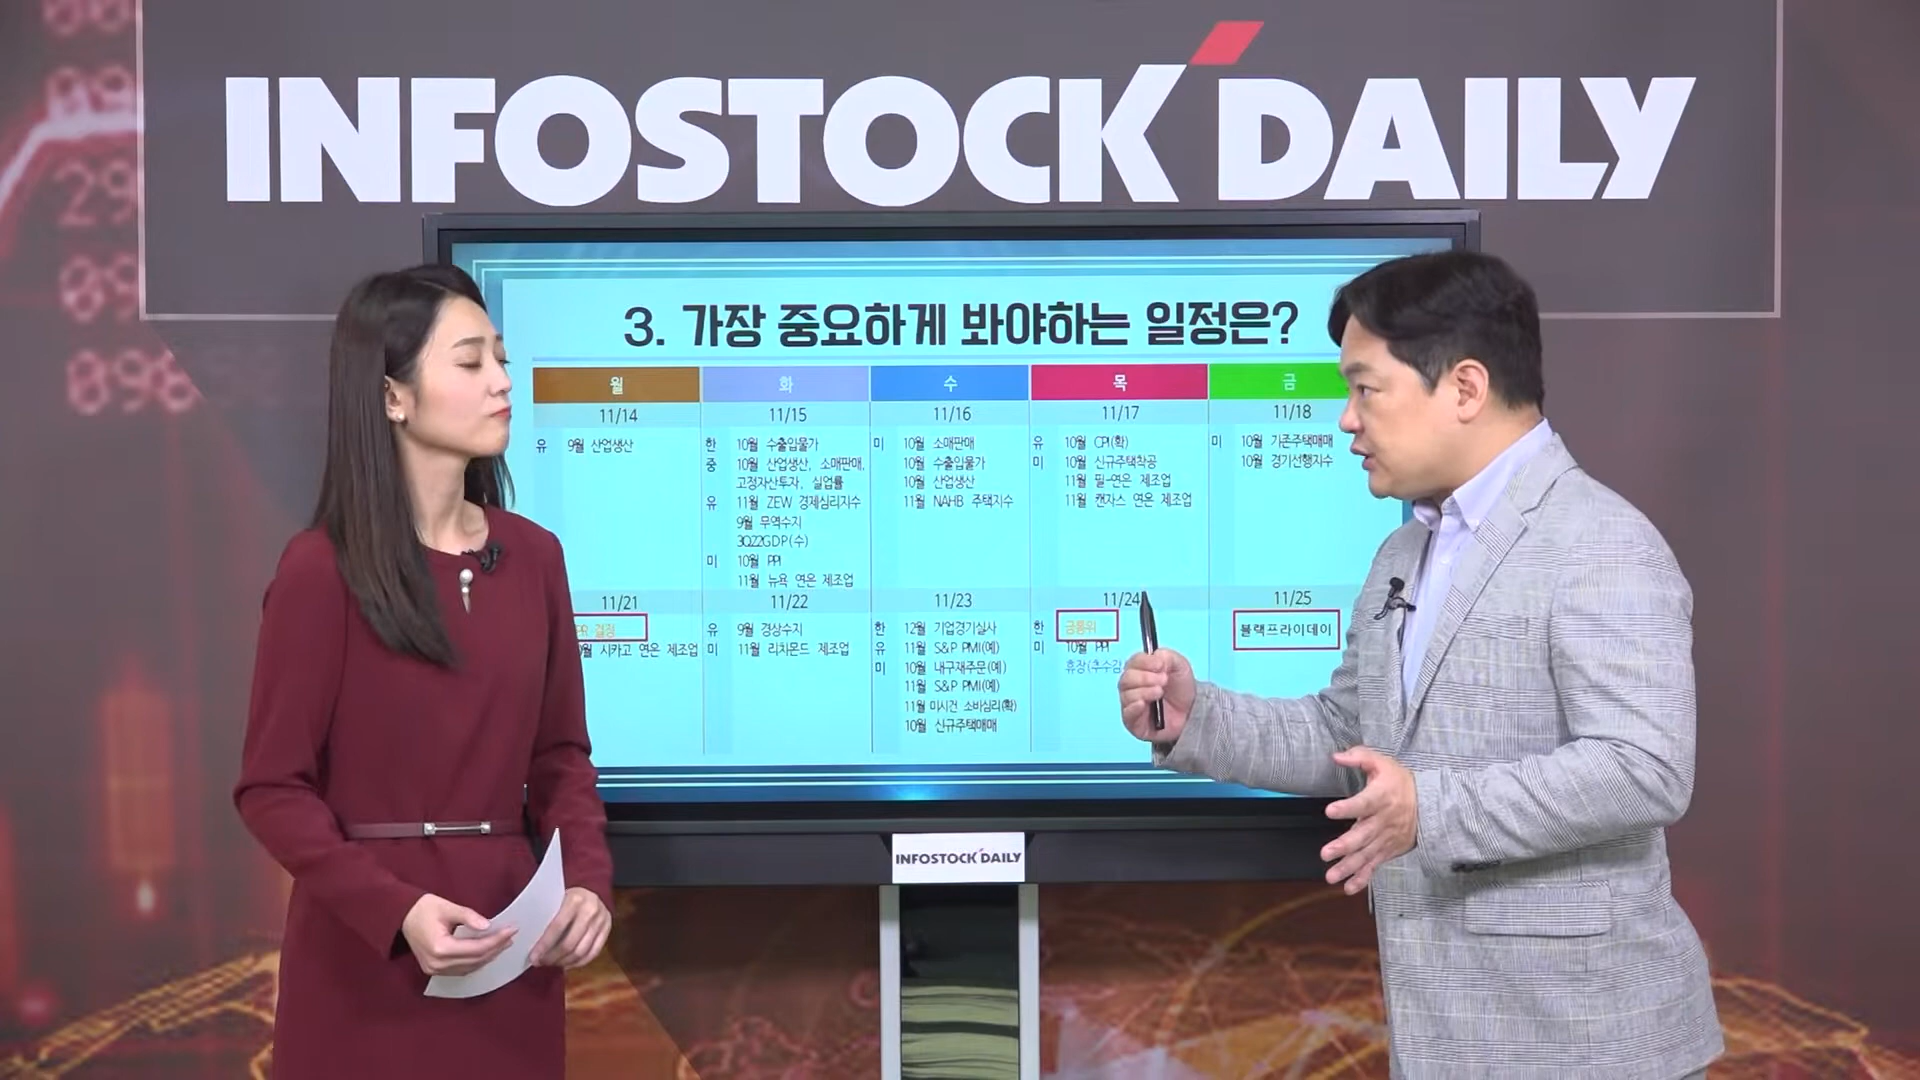 INFOSTOCK DAILY
3. 가장 중요하게 봐야하는 일정은?
월 화 수 목 금
11/14 11/15 11/16 11/17 11/18
유 9월 산업생산
한 10월 수출입물가
중 10월 산업생산, 소매판매,
고정자산투자, 실업률
유 11월 ZEW 경제심리지수
9월 무역수지
3Q22GDP(수)
미 10월 PPI
11월 뉴욕 연은 제조업
미 10월 소매판매
10월 수출입물가
10월 산업생산
11월 NAHB 주택지수
유 10월 CPI(확)
미 10월 신규주택착공
11월 필-연은 제조업
11월 캔자스 연은 제조업
미 10월 기존주택매매
10월 경기선행지수
11/21 11/22 11/23 11/24 11/25
PR 결정
시카고 연은 제조업
유 9월 경상수지
미 11월 리치몬드 제조업
한 12월 기업경기실사
유 11월 S&P PMI(예)
미 10월 내구재주문(예)
11월 S&P PMI(예)
11월 미시건 소비심리(확)
10월 신규주택매매
한 금통위
미 10월 PPI
휴장(추수감
블랙프라이데이
INFOSTOCK DAILY